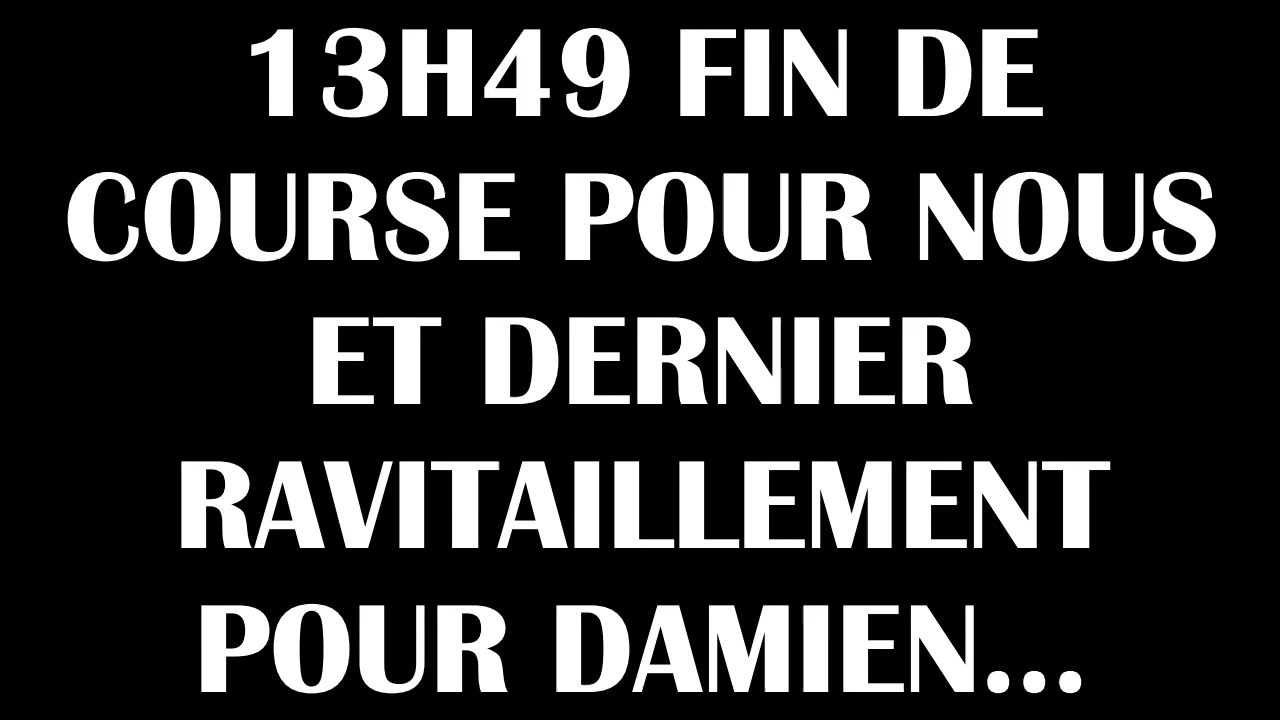 13H49 FIN DE
COURSE POUR NOUS
ET DERNIER
RAVITAILLEMENT
POUR DAMIEN...